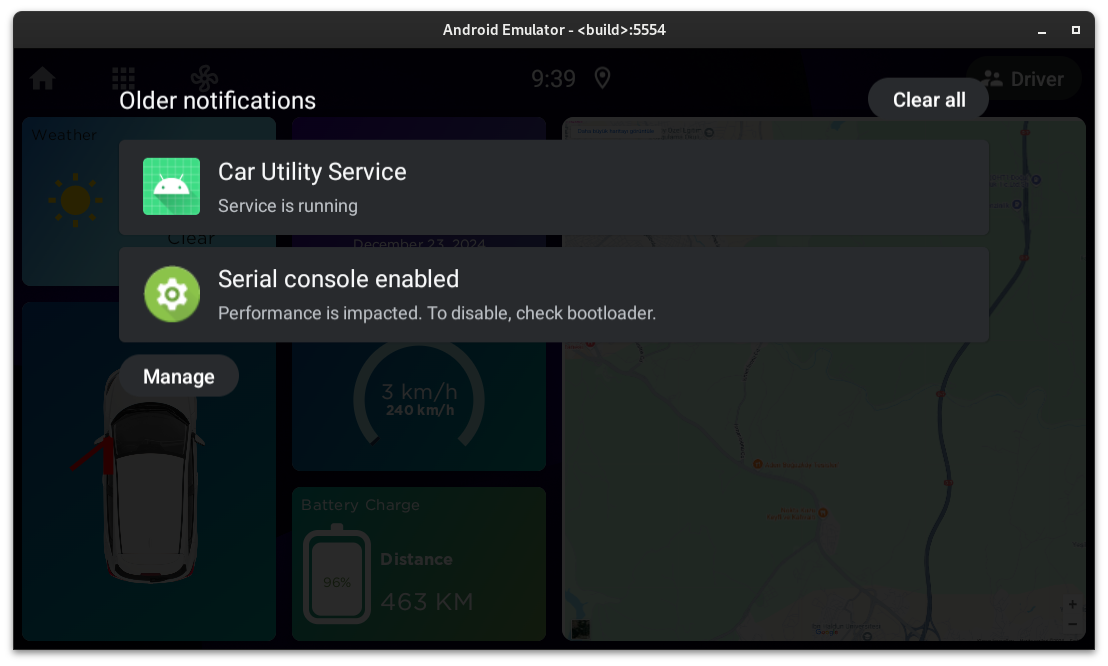 Android Emulator - <build>:5554
9:39
Driver
Older notifications
Clear all
Weather
Car Utility Service
Service is running
Clear
December 23, 2024
Serial console enabled
Performance is impacted. To disable, check bootloader.
Manage
3 km/h
240 km/h
Battery Charge
96%
Distance
463 KM
+
−
Google